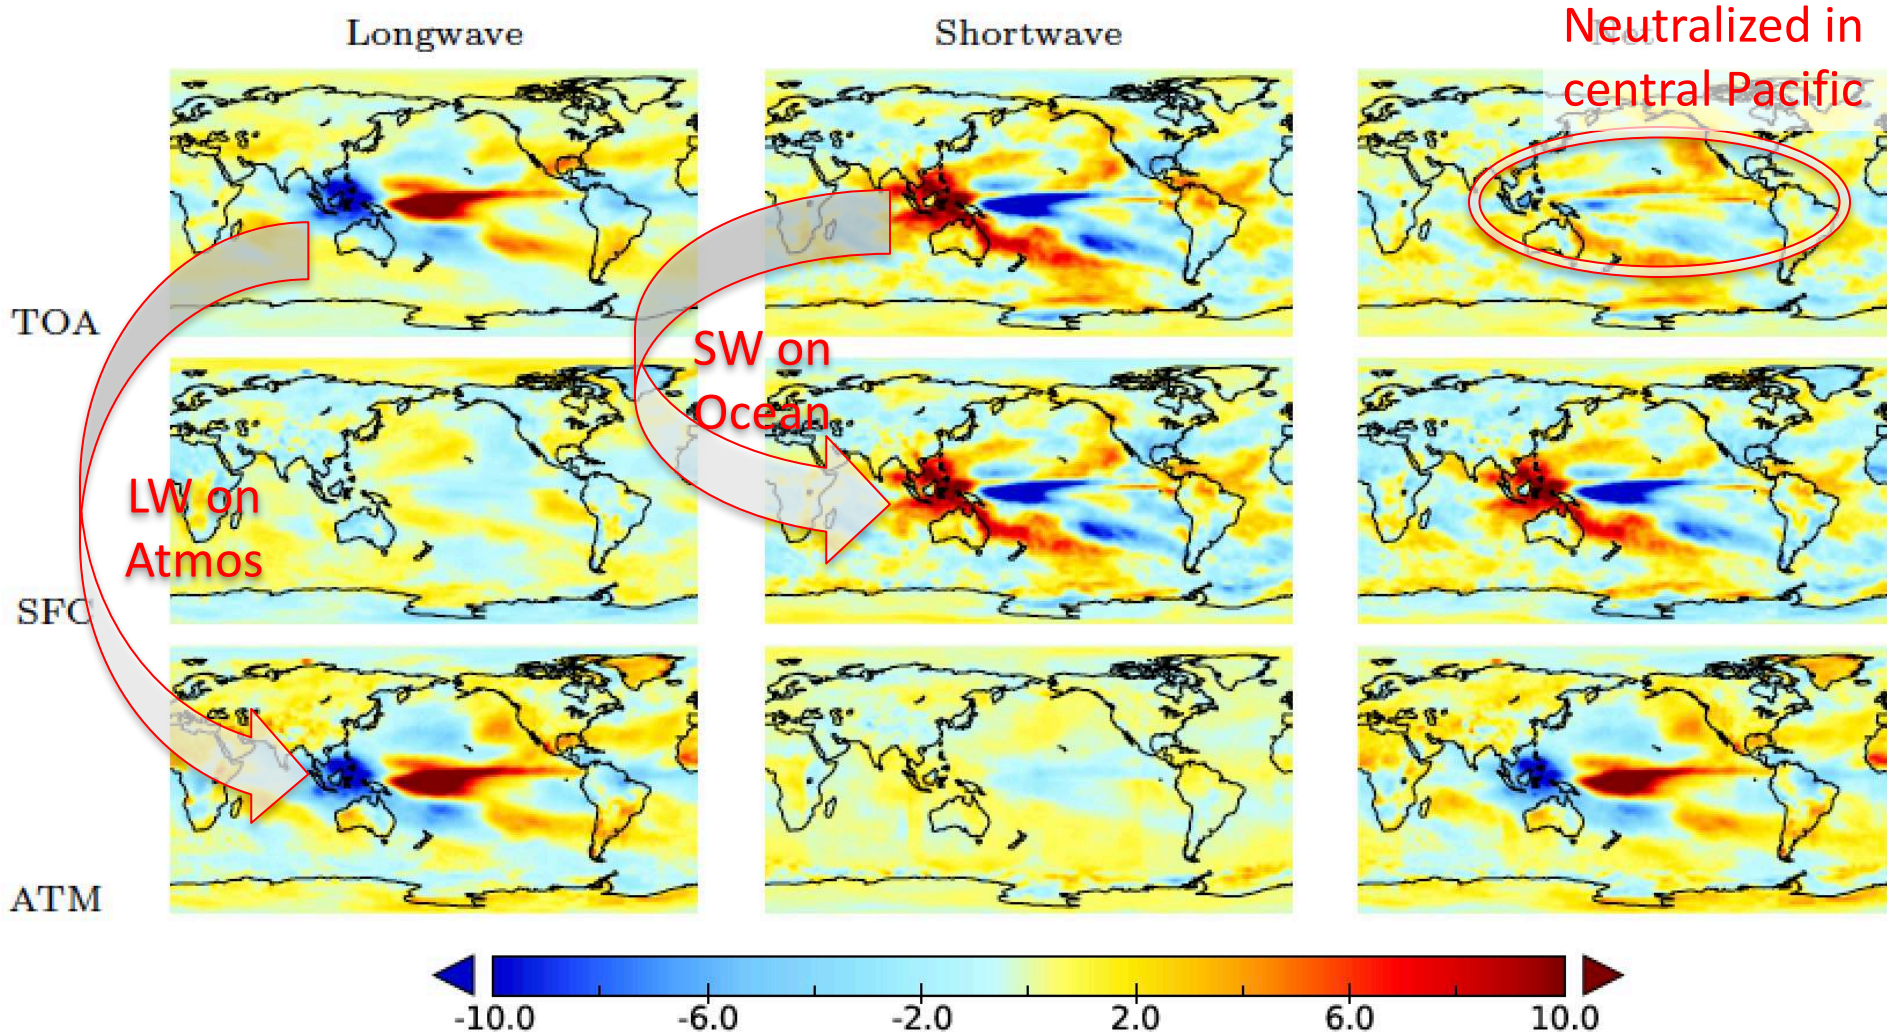 Longwave
Shortwave
Net
Neutralized in
central Pacific
TOA
SW on
Ocean
LW on
Atmos
SFC
ATM
-10.0 -6.0 -2.0 2.0 6.0 10.0